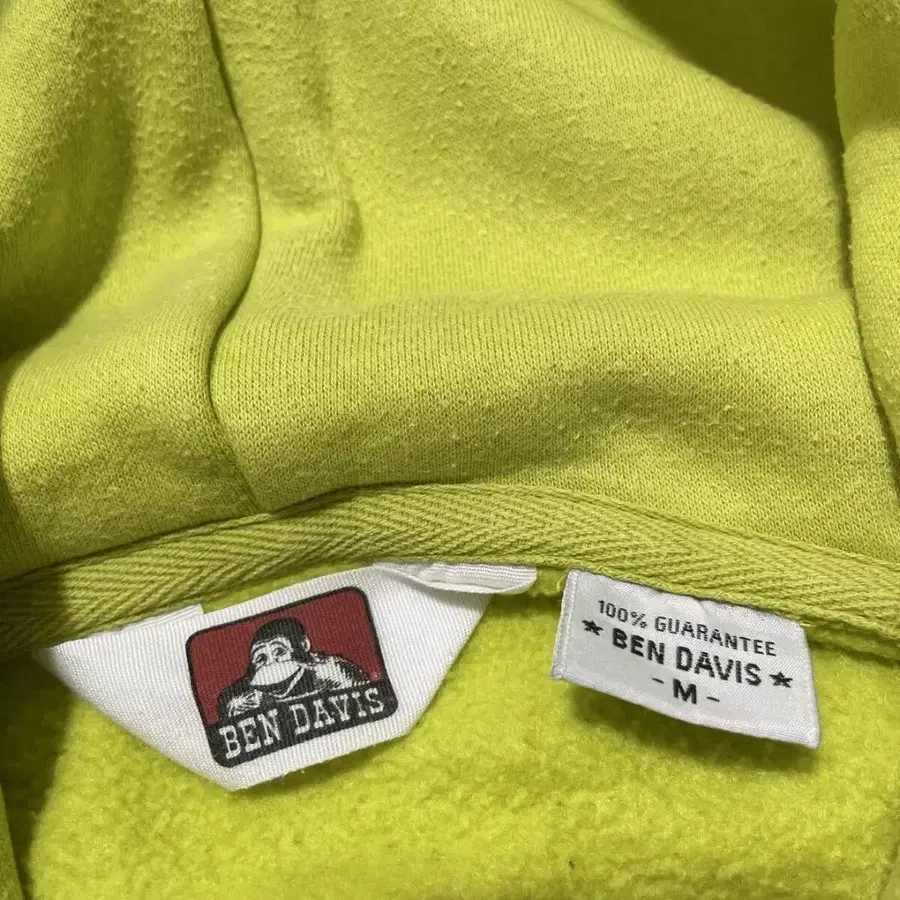 BEN DAVIS
100% GUARANTEE
★ BEN DAVIS ★
- M -